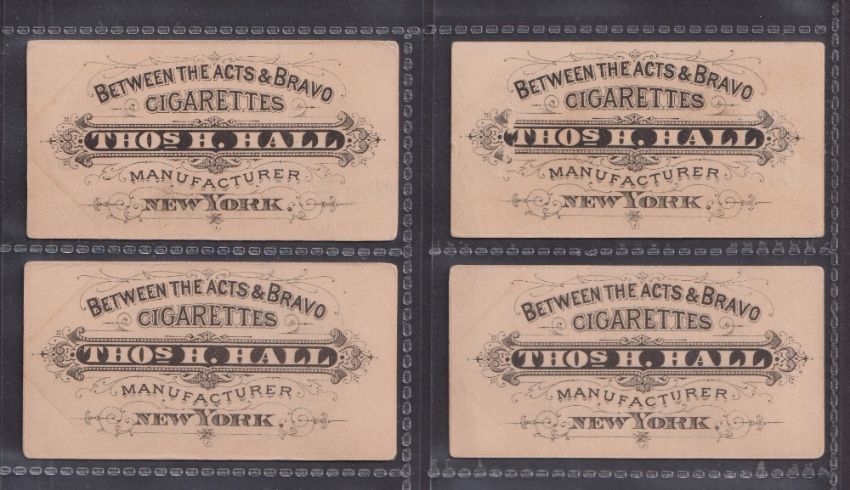 BETWEEN THE ACTS & BRAVO
CIGARETTES
THOS H. HALL
MANUFACTURER
NEW YORK.
BETWEEN THE ACTS & BRAVO
CIGARETTES
THOS H. HALL
MANUFACTURER
NEW YORK.
BETWEEN THE ACTS & BRAVO
CIGARETTES
THOS H. HALL
MANUFACTURER
NEW YORK.
BETWEEN THE ACTS & BRAVO
CIGARETTES
THOS H. HALL
MANUFACTURER
NEW YORK.